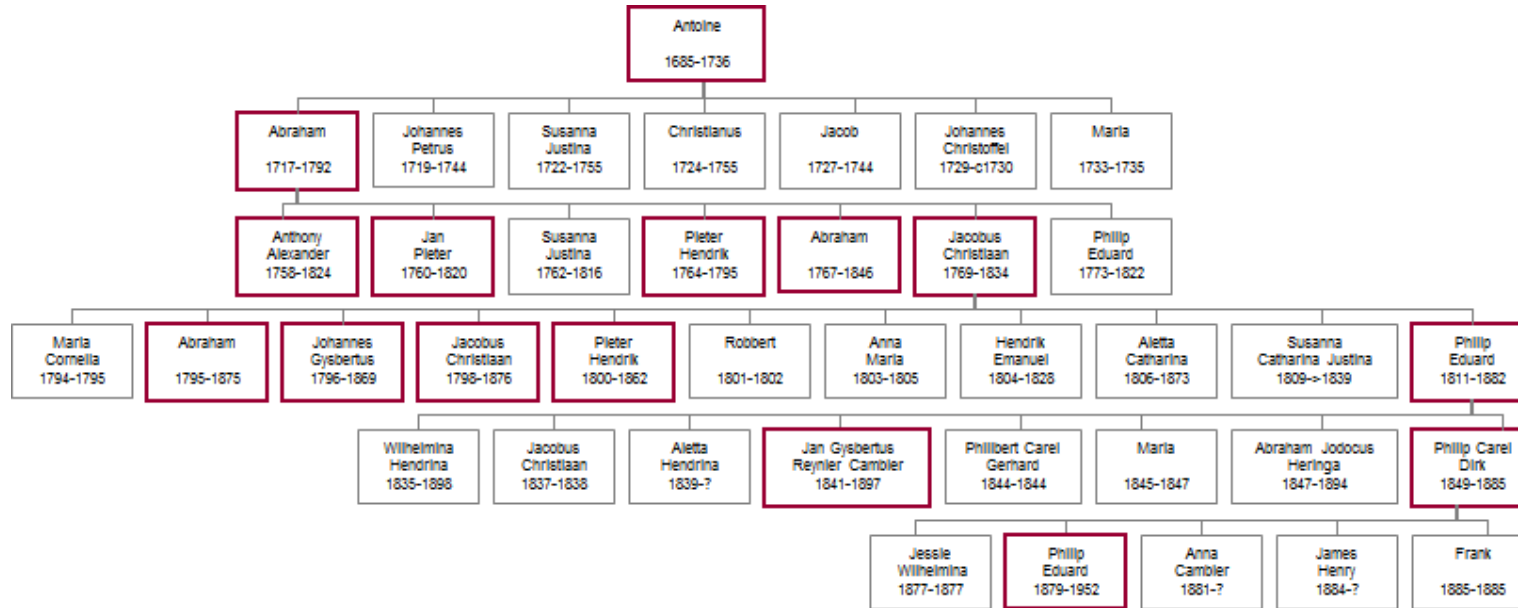 Antoine
1685-1736
Abraham
1717-1792
Johannes
Petrus
1719-1744
Susanna
Justina
1722-1755
Christianus
1724-1755
Jacob
1727-1744
Johannes
Christoffel
1729-c1730
Maria
1733-1735
Anthony
Alexander
1758-1824
Jan
Pieter
1760-1820
Susanna
Justina
1762-1816
Pieter
Hendrik
1764-1795
Abraham
1767-1846
Jacobus
Christiaan
1769-1834
Philip
Eduard
1773-1822
Maria
Cornelia
1794-1795
Abraham
1795-1875
Johannes
Gysbertus
1796-1869
Jacobus
Christiaan
1798-1876
Pieter
Hendrik
1800-1862
Robbert
1801-1802
Anna
Maria
1803-1805
Hendrik
Emanuel
1804-1828
Aletta
Catharina
1806-1873
Susanna
Catharina Justina
1809->1839
Philip
Eduard
1811-1882
Wilhelmina
Hendrina
1835-1898
Jacobus
Christiaan
1837-1838
Aletta
Hendrina
1839-?
Jan Gysbertus
Reynier Cambier
1841-1897
Philibert Carel
Gerhard
1844-1844
Maria
1845-1847
Abraham Jodocus
Heringa
1847-1894
Philip Carel
Dirk
1849-1885
Jessie
Wilhelmina
1877-1877
Philip
Eduard
1879-1952
Anna
Cambier
1881-?
James
Henry
1884-?
Frank
1885-1885